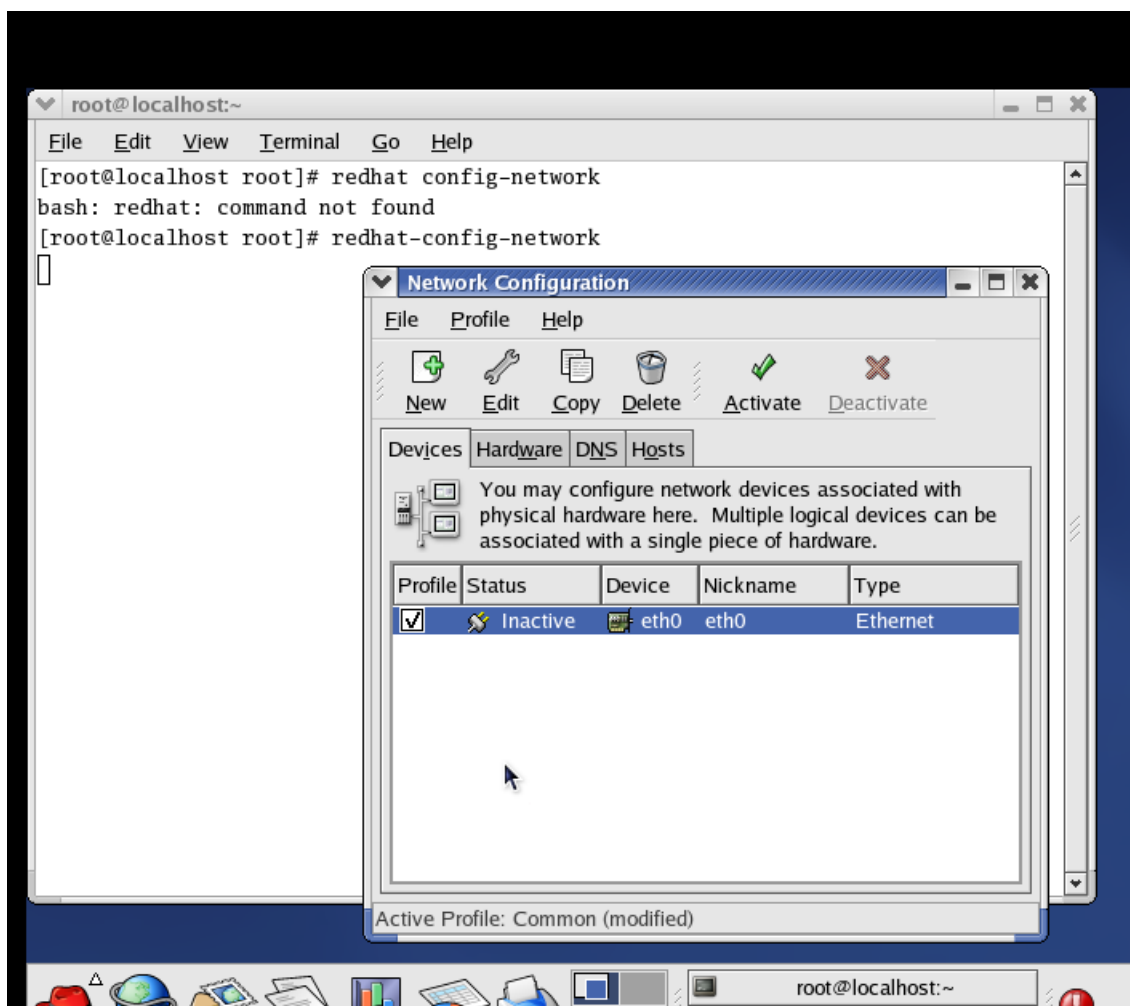 root@localhost:~
File Edit View Terminal Go Help
[root@localhost root]# redhat config-network
bash: redhat: command not found
[root@localhost root]# redhat-config-network
Network Configuration
File Profile Help
New Edit Copy Delete Activate Deactivate
Devices Hardware DNS Hosts
You may configure network devices associated with
physical hardware here. Multiple logical devices can be
associated with a single piece of hardware.
Profile Status Device Nickname Type
Inactive eth0 eth0 Ethernet
Active Profile: Common (modified)
root@localhost:~